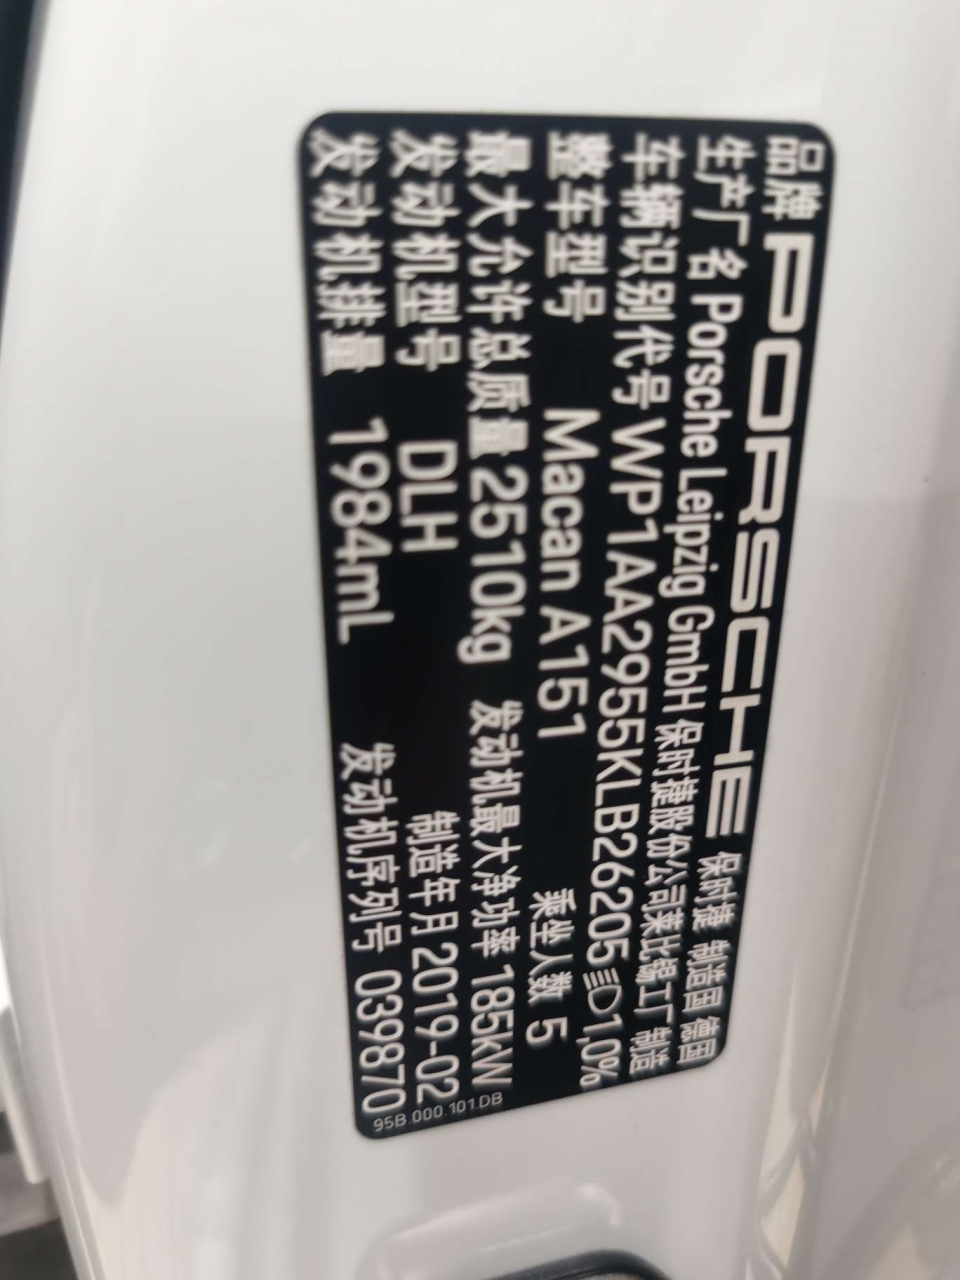 品牌 PORSCHE 保时捷 制造国 德国
生产厂名 Porsche Leipzig GmbH 保时捷股份公司莱比锡工厂 制造
车辆识别代号 WP1AA2955KLB26205 1,0%
整车型号 Macan A151 乘坐人数 5
最大允许总质量 2510kg 发动机最大净功率 185kW
发动机型号 DLH 制造年月 2019-02
发动机排量 1984mL 发动机序列号 039870
95B.000.101.DB